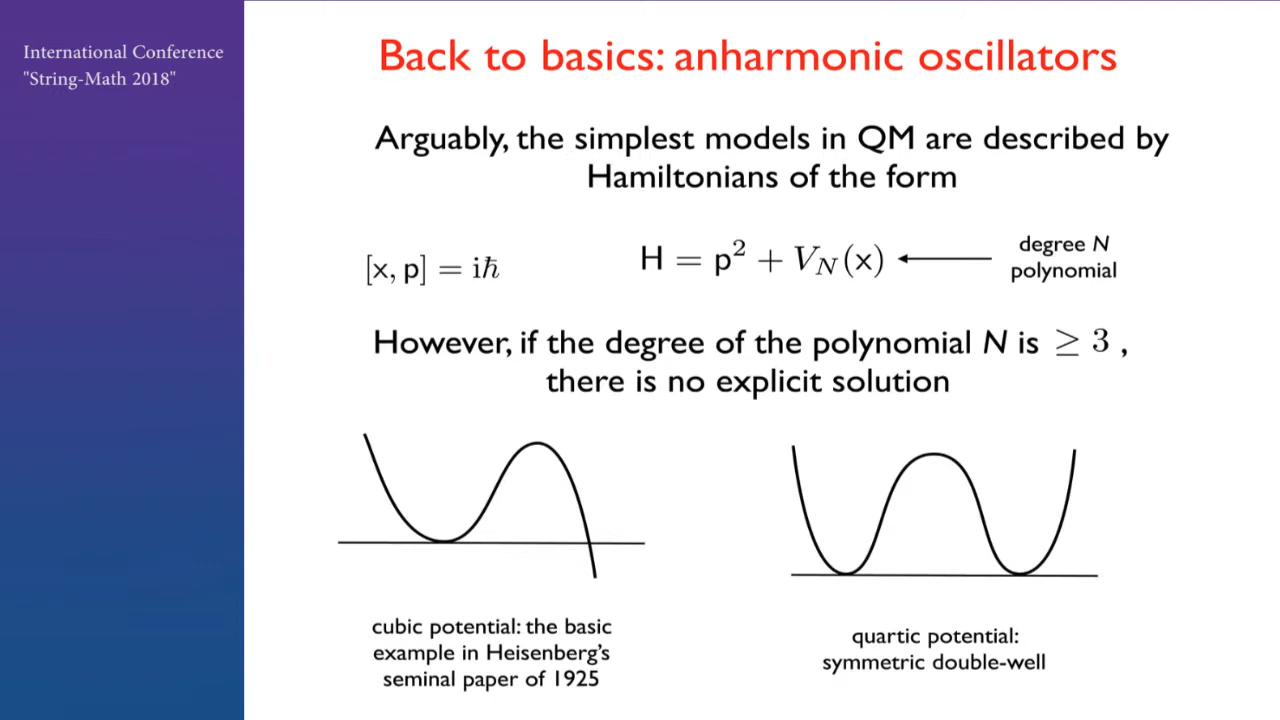 International Conference
"String-Math 2018"
Back to basics: anharmonic oscillators
Arguably, the simplest models in QM are described by
Hamiltonians of the form
[x, p] = iħ
H = p² + V_N(x)
degree N
polynomial
However, if the degree of the polynomial N is ≥ 3 ,
there is no explicit solution
cubic potential: the basic
example in Heisenberg's
seminal paper of 1925
quartic potential:
symmetric double-well